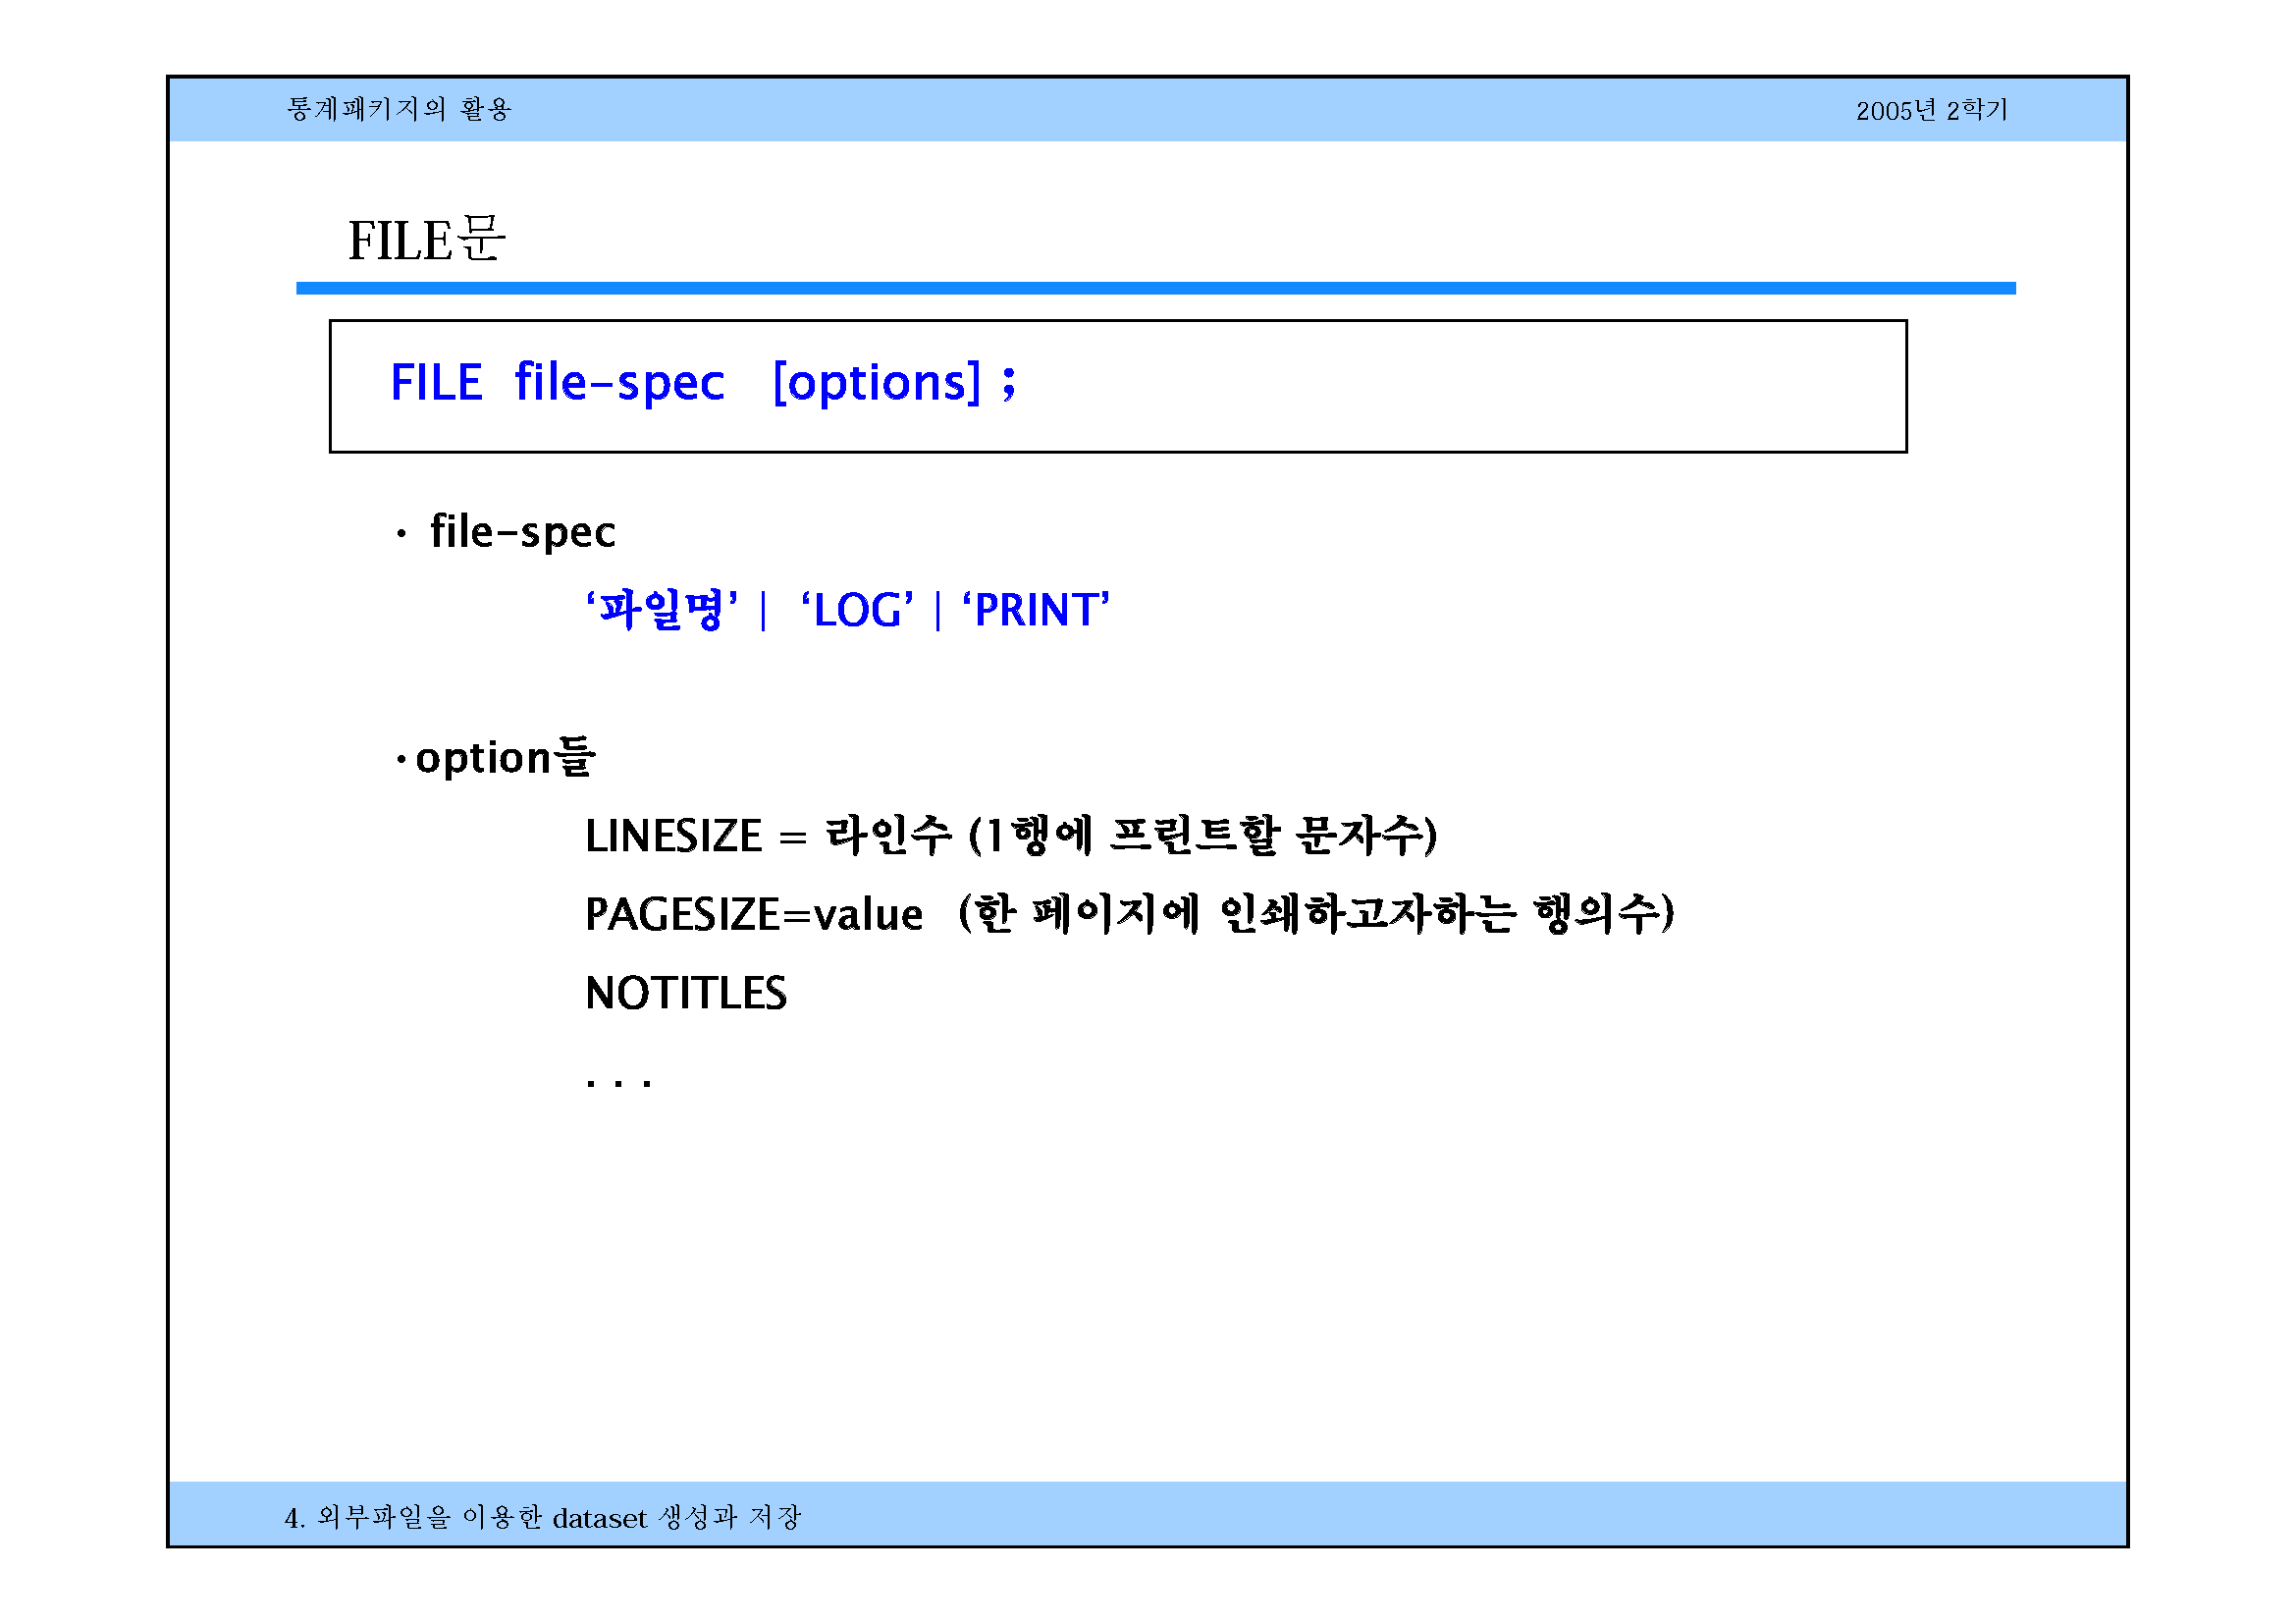 통계패키지의 활용
2005년 2학기
FILE문
FILE file-spec [options] ;
• file-spec
‘파일명’ | ‘LOG’ | ‘PRINT’
•option들
LINESIZE = 라인수 (1행에 프린트할 문자수)
PAGESIZE=value (한 페이지에 인쇄하고자하는 행의수)
NOTITLES
. . .
4. 외부파일을 이용한 dataset 생성과 저장